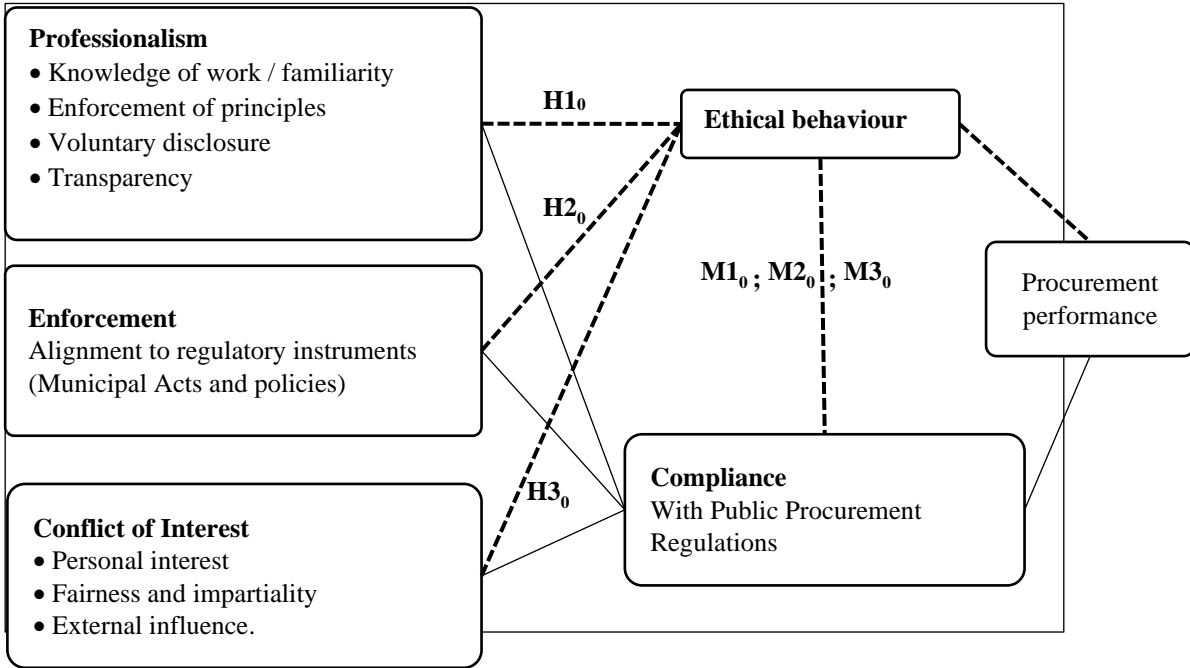 Professionalism
• Knowledge of work / familiarity
• Enforcement of principles
• Voluntary disclosure
• Transparency
H1₀
Ethical behaviour
H2₀
M1₀ ; M2₀ ; M3₀
Procurement
performance
Enforcement
Alignment to regulatory instruments
(Municipal Acts and policies)
H3₀
Compliance
With Public Procurement
Regulations
Conflict of Interest
• Personal interest
• Fairness and impartiality
• External influence.